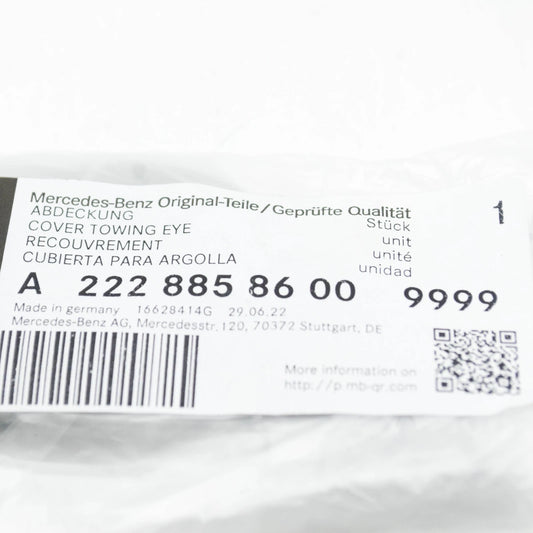 Mercedes-Benz Original-Teile/Geprüfte Qualität 1
ABDECKUNG Stück
COVER TOWING EYE unit
RECOUVREMENT unité
CUBIERTA PARA ARGOLLA unidad
A 222 885 86 00 9999
Made in germany 16628414G 29.06.22
Mercedes-Benz AG, Mercedesstr.120, 70372 Stuttgart, DE
More information on
http://p.mb-qr.com